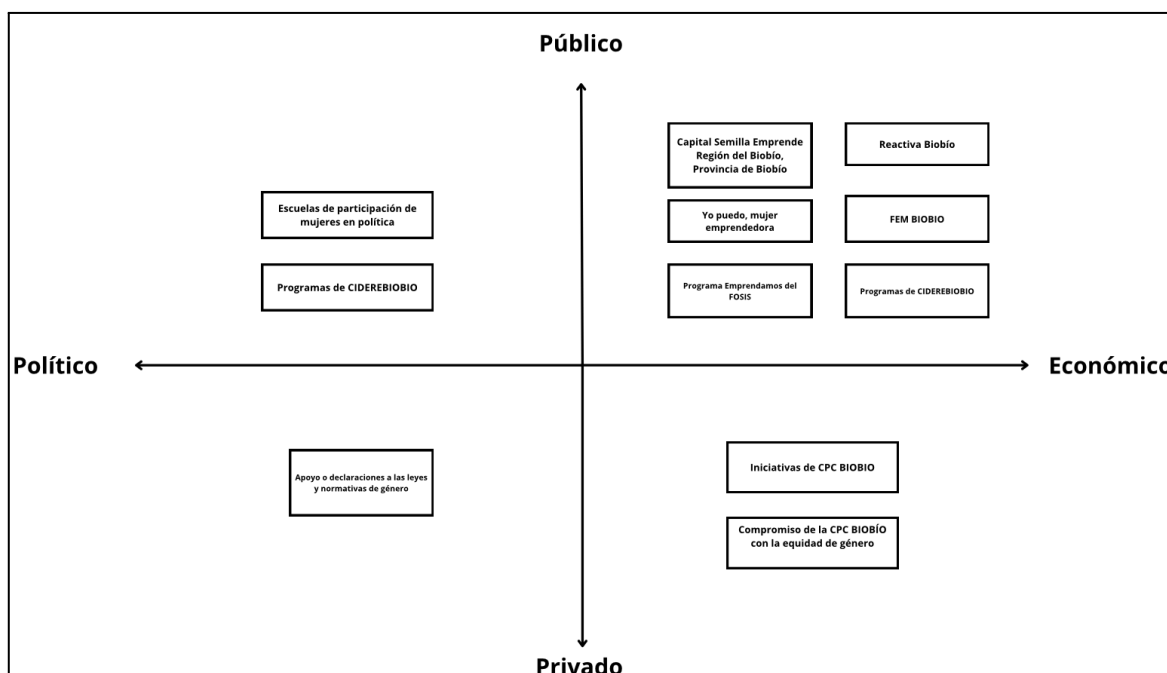 Público
Capital Semilla Emprende
Región del Biobío,
Provincia de Biobío
Reactiva Biobío
Escuelas de participación de
mujeres en política
Yo puedo, mujer
emprendedora
FEM BIOBIO
Programas de CIDEREBIOBIO
Programa Emprendamos del
FOSIS
Programas de CIDEREBIOBIO
Político
Económico
Apoyo o declaraciones a las leyes
y normativas de género
Iniciativas de CPC BIOBIO
Compromiso de la CPC BIOBÍO
con la equidad de género
Privado